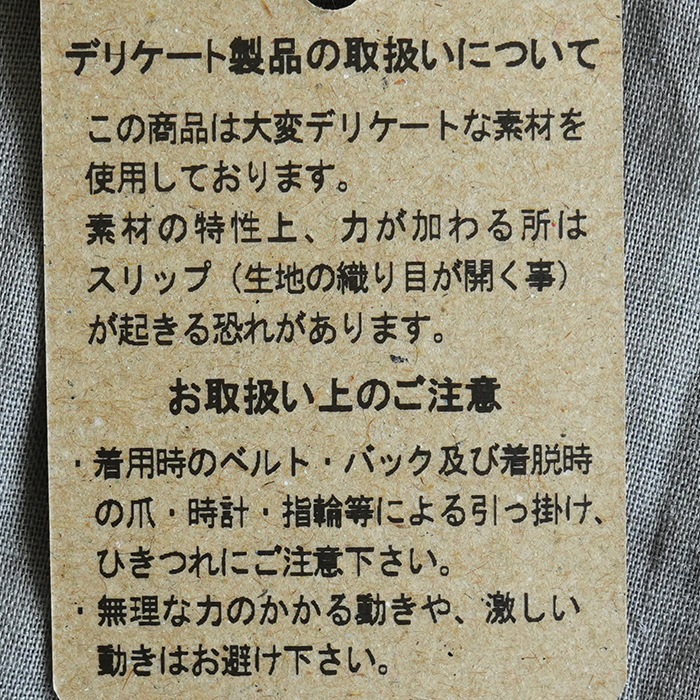 デリケート製品の取扱いについて
この商品は大変デリケートな素材を
使用しております。
素材の特性上、力が加わる所は
スリップ（生地の織り目が開く事）
が起きる恐れがあります。
お取扱い上のご注意
・着用時のベルト・バック及び着脱時
の爪・時計・指輪等による引っ掛け、
ひきつれにご注意下さい。
・無理な力のかかる動きや、激しい
動きはお避け下さい。